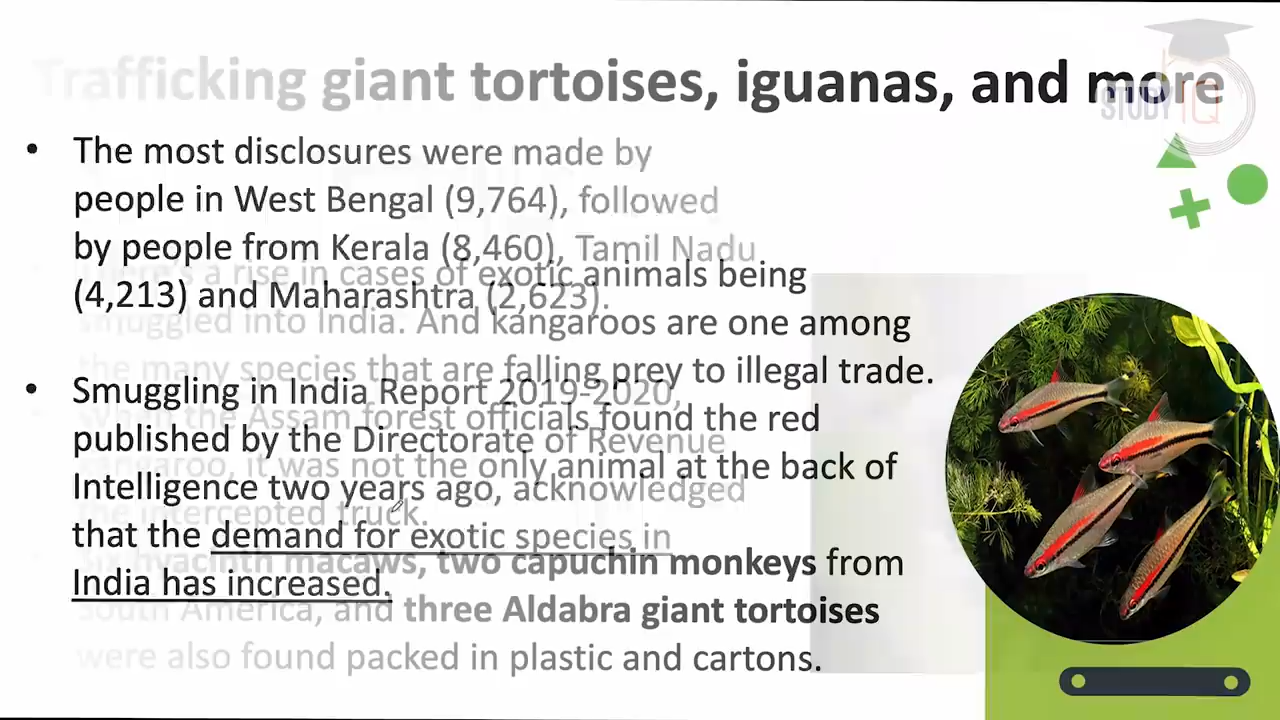 Trafficking giant tortoises, iguanas, and more
STUDY IQ
• The most disclosures were made by
people in West Bengal (9,764), followed
by people from Kerala (8,460), Tamil Nadu
(4,213) and Maharashtra (2,623).
• Smuggling in India Report 2019-2020,
published by the Directorate of Revenue
Intelligence two years ago, acknowledged
that the demand for exotic species in
India has increased.
• There's a rise in cases of exotic animals being
smuggled into India. And kangaroos are one among
the many species that are falling prey to illegal trade.
• When the Assam forest officials found the red
kangaroo, it was not the only animal at the back of
the intercepted truck.
• Six hyacinth macaws, two capuchin monkeys from
South America, and three Aldabra giant tortoises
were also found packed in plastic and cartons.